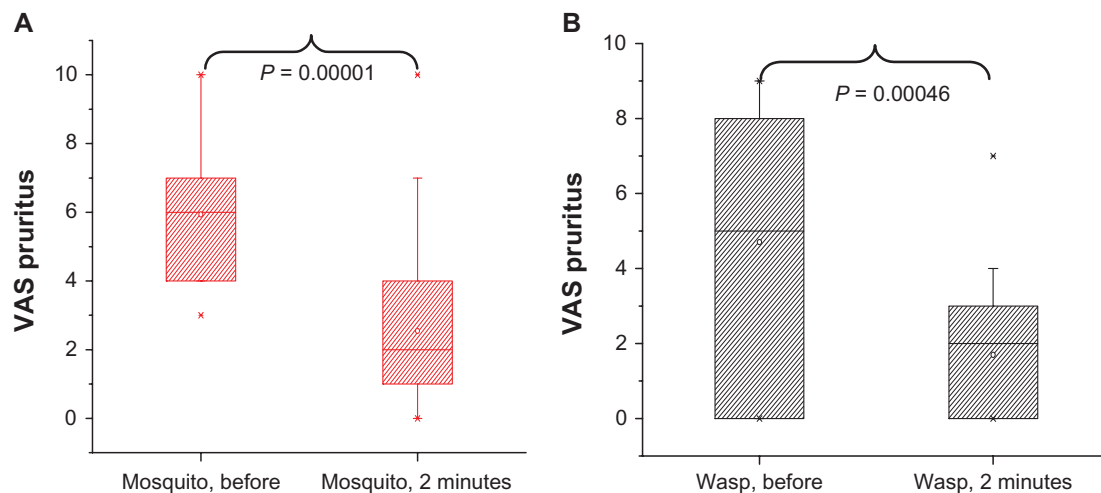 A
VAS pruritus
10
8
6
4
2
0
P = 0.00001
Mosquito, before
Mosquito, 2 minutes
B
VAS pruritus
10
8
6
4
2
0
P = 0.00046
Wasp, before
Wasp, 2 minutes